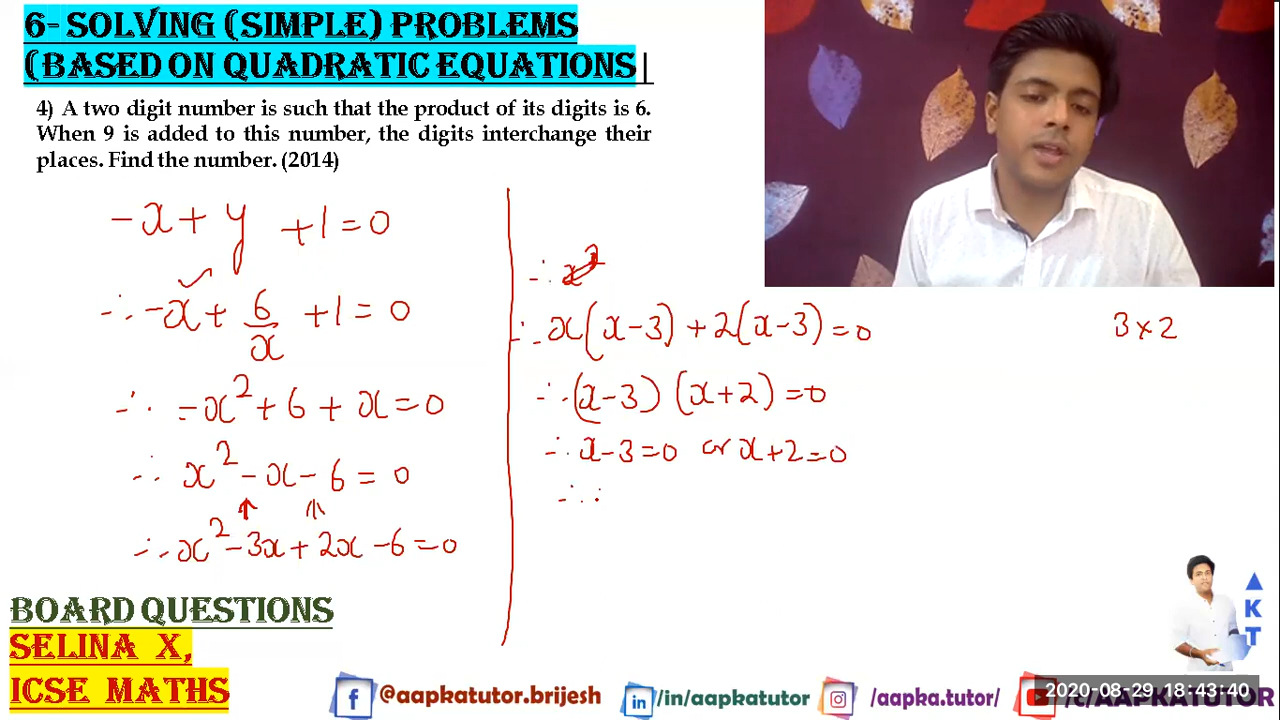 6- SOLVING (SIMPLE) PROBLEMS
(BASED ON QUADRATIC EQUATIONS
4) A two digit number is such that the product of its digits is 6.
When 9 is added to this number, the digits interchange their
places. Find the number. (2014)
-x + y + 1 = 0
∴ -x + 6/x + 1 = 0
∴ -x² + 6 + x = 0
∴ x² - x - 6 = 0
∴ x² - 3x + 2x - 6 = 0
∴ x(x-3) + 2(x-3) = 0
∴ (x-3) (x+2) = 0
∴ x-3=0 or x+2=0
∴
3 × 2
BOARD QUESTIONS
SELINA X,
ICSE MATHS
AKT
@aapkatutor.brijesh
/in/aapkatutor
/aapka.tutor/
2020-08-29 18:43:40